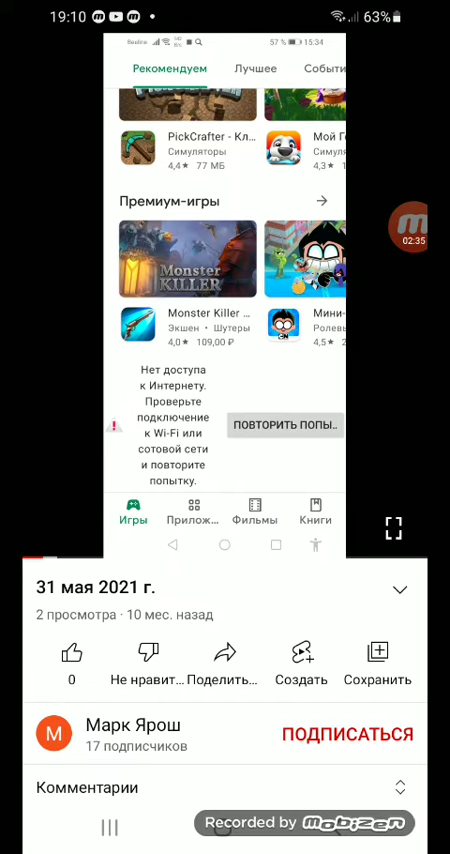 19:10
63%
Beeline
57 %
15:34
Рекомендуем Лучшее Событи
PickCrafter - Кл... Мой Г
Симуляторы Симуля
4,4★ 77 МБ 4,3★ 1
Премиум-игры
Monster
KILLER
Monster Killer ... Мини-
Экшен • Шутеры Ролевь
4,0★ 109,00 ₽ 4,5★ 2
02:35
Нет доступа
к Интернету.
Проверьте
подключение
к Wi-Fi или
сотовой сети
и повторите
попытку.
ПОВТОРИТЬ ПОПЫ..
Игры Прилож... Фильмы Книги
31 мая 2021 г.
2 просмотра · 10 мес. назад
0 Не нравит... Поделить... Создать Сохранить
М Марк Ярош
17 подписчиков
ПОДПИСАТЬСЯ
Комментарии
Recorded by mobizen